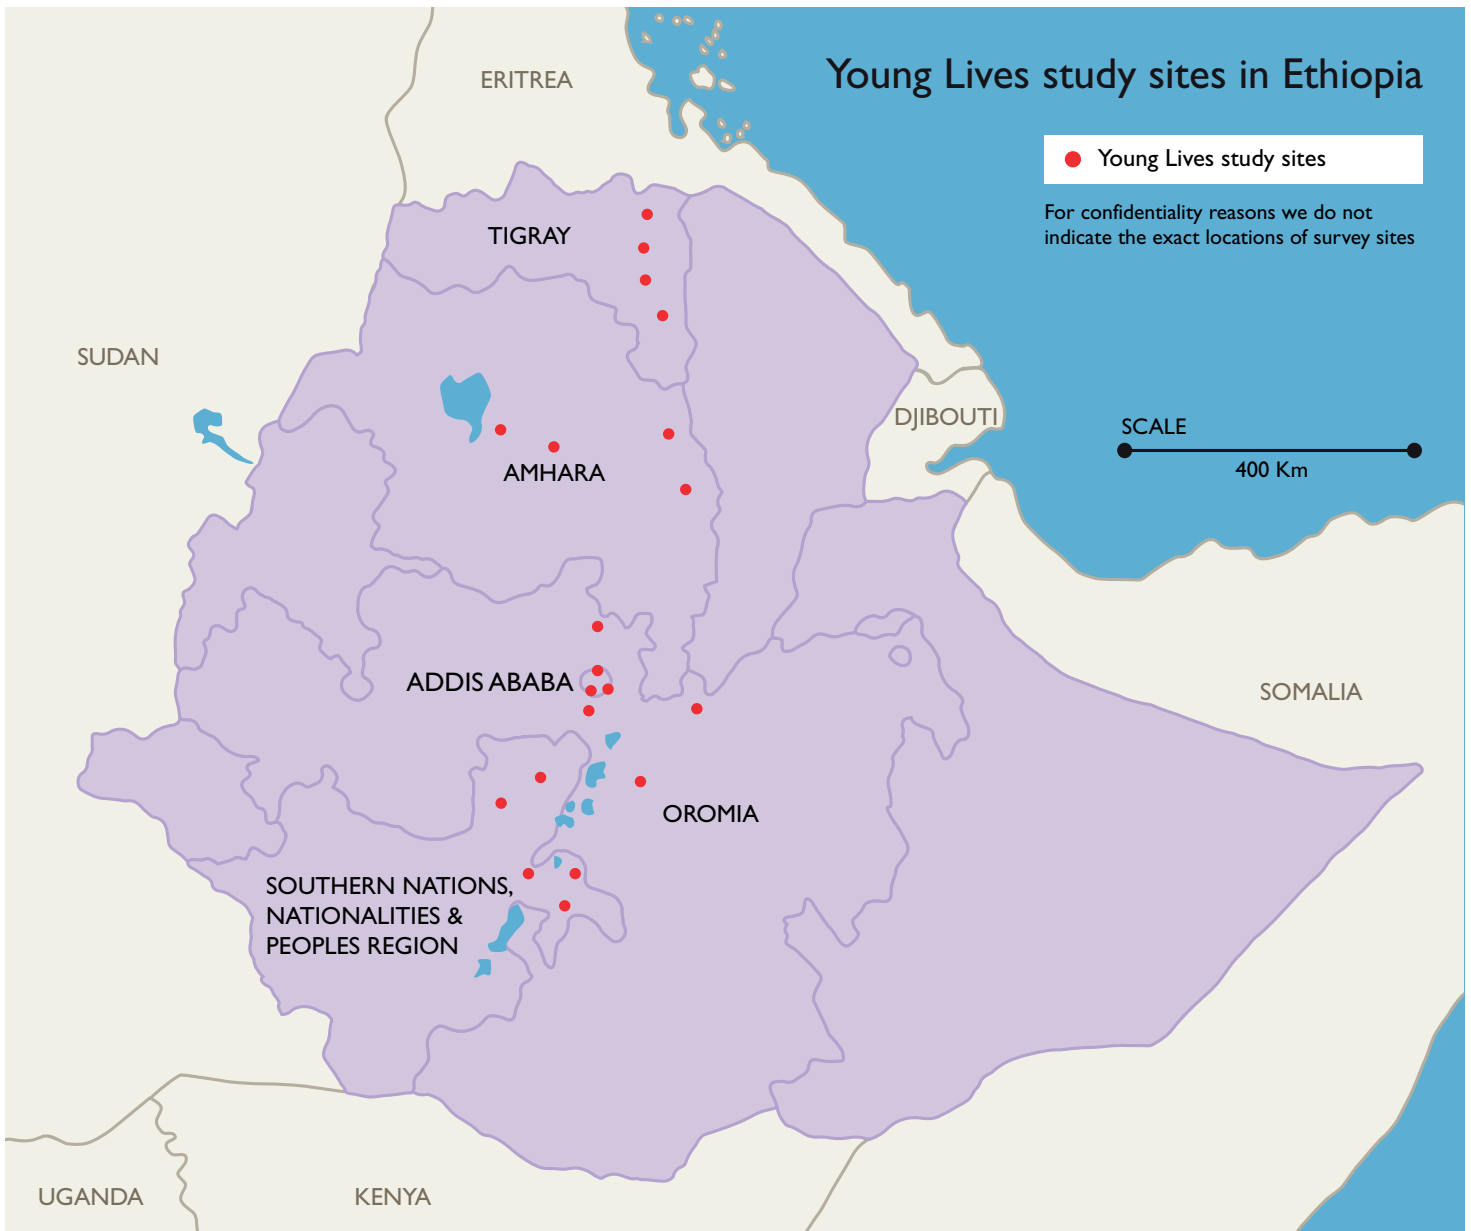 Young Lives study sites in Ethiopia
Young Lives study sites
For confidentiality reasons we do not
indicate the exact locations of survey sites
ERITREA
TIGRAY
SUDAN
DJIBOUTI
SCALE
400 Km
AMHARA
ADDIS ABABA
SOMALIA
OROMIA
SOUTHERN NATIONS,
NATIONALITIES &
PEOPLES REGION
UGANDA
KENYA